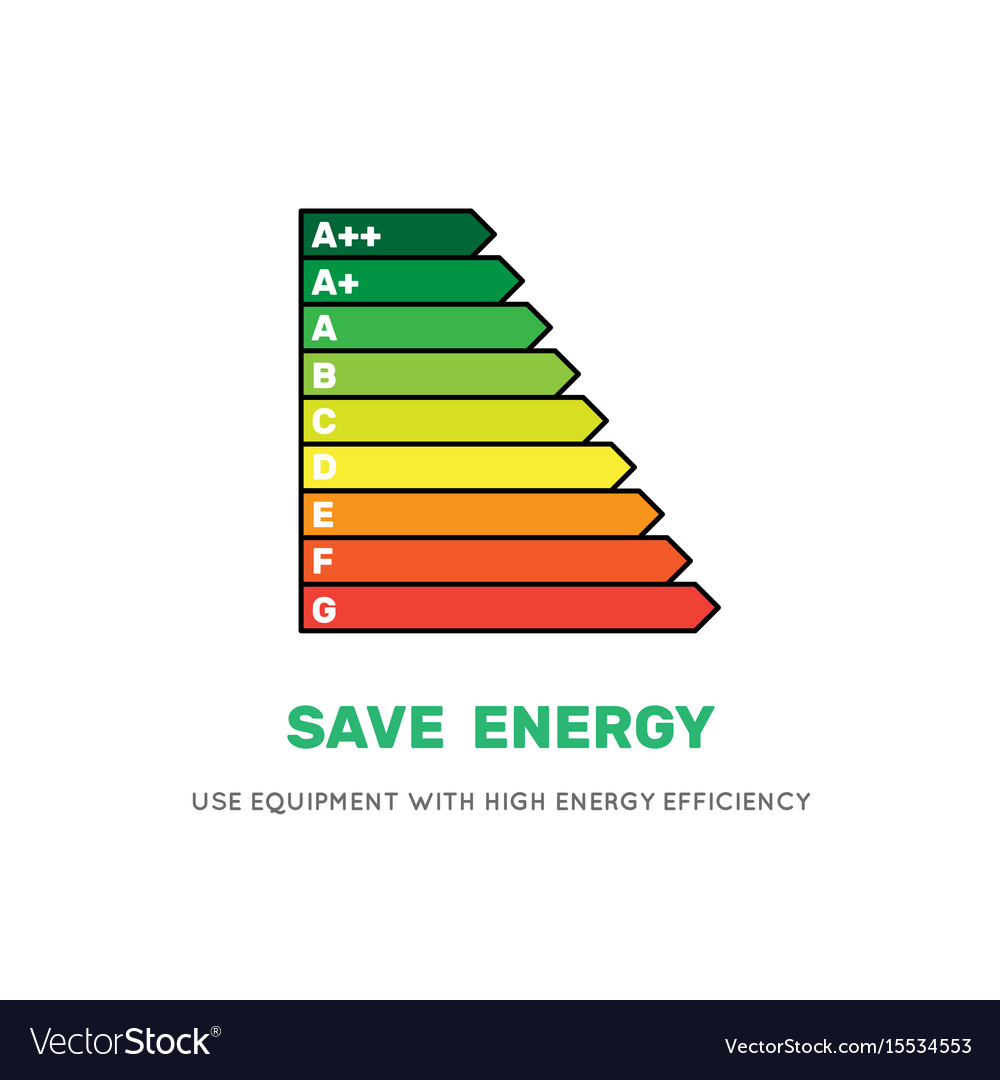 A++
A+
A
B
C
D
E
F
G
SAVE ENERGY
USE EQUIPMENT WITH HIGH ENERGY EFFICIENCY
VectorStock®
VectorStock.com/15534553